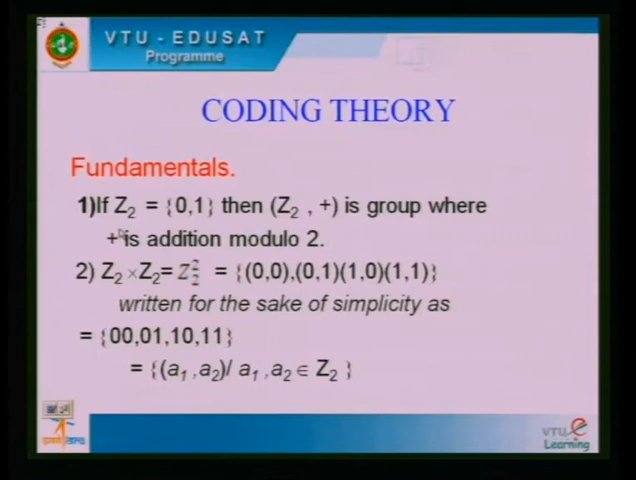 VTU - EDUSAT
Programme
CODING THEORY
Fundamentals.
1)If Z₂ = {0,1} then (Z₂ , +) is group where
+ is addition modulo 2.
2) Z₂ ×Z₂= Z₂² = {(0,0),(0,1)(1,0)(1,1)}
written for the sake of simplicity as
= {00,01,10,11}
= {(a₁ ,a₂)/ a₁ ,a₂ ∈ Z₂ }
VTU e
Learning